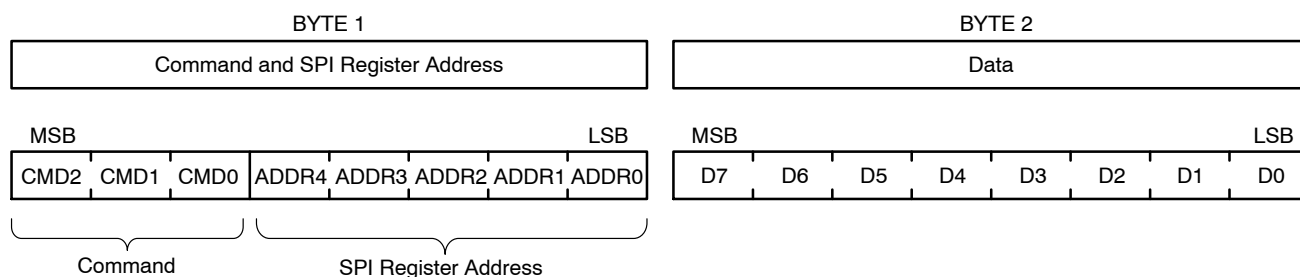 BYTE 1 BYTE 2
Command and SPI Register Address Data
MSB LSB MSB LSB
CMD2 CMD1 CMD0 ADDR4 ADDR3 ADDR2 ADDR1 ADDR0 D7 D6 D5 D4 D3 D2 D1 D0
Command SPI Register Address